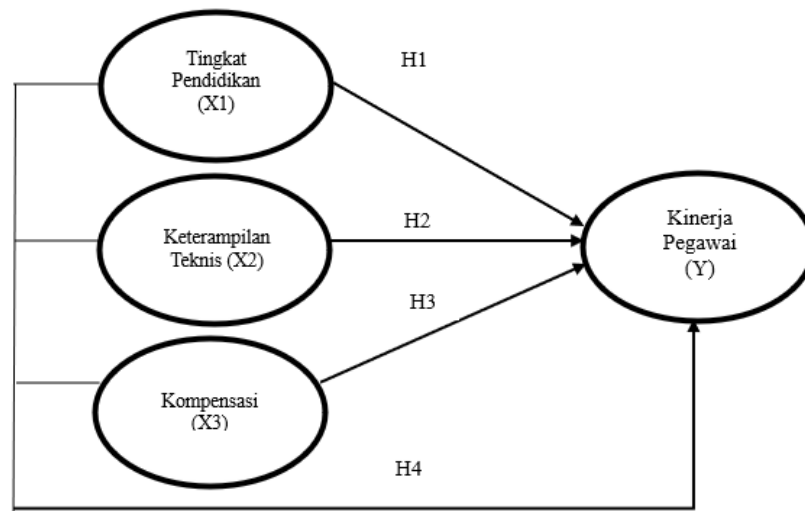 Tingkat
Pendidikan
(X1)
H1
Keterampilan
Teknis (X2)
H2
Kinerja
Pegawai
(Y)
H3
Kompensasi
(X3)
H4